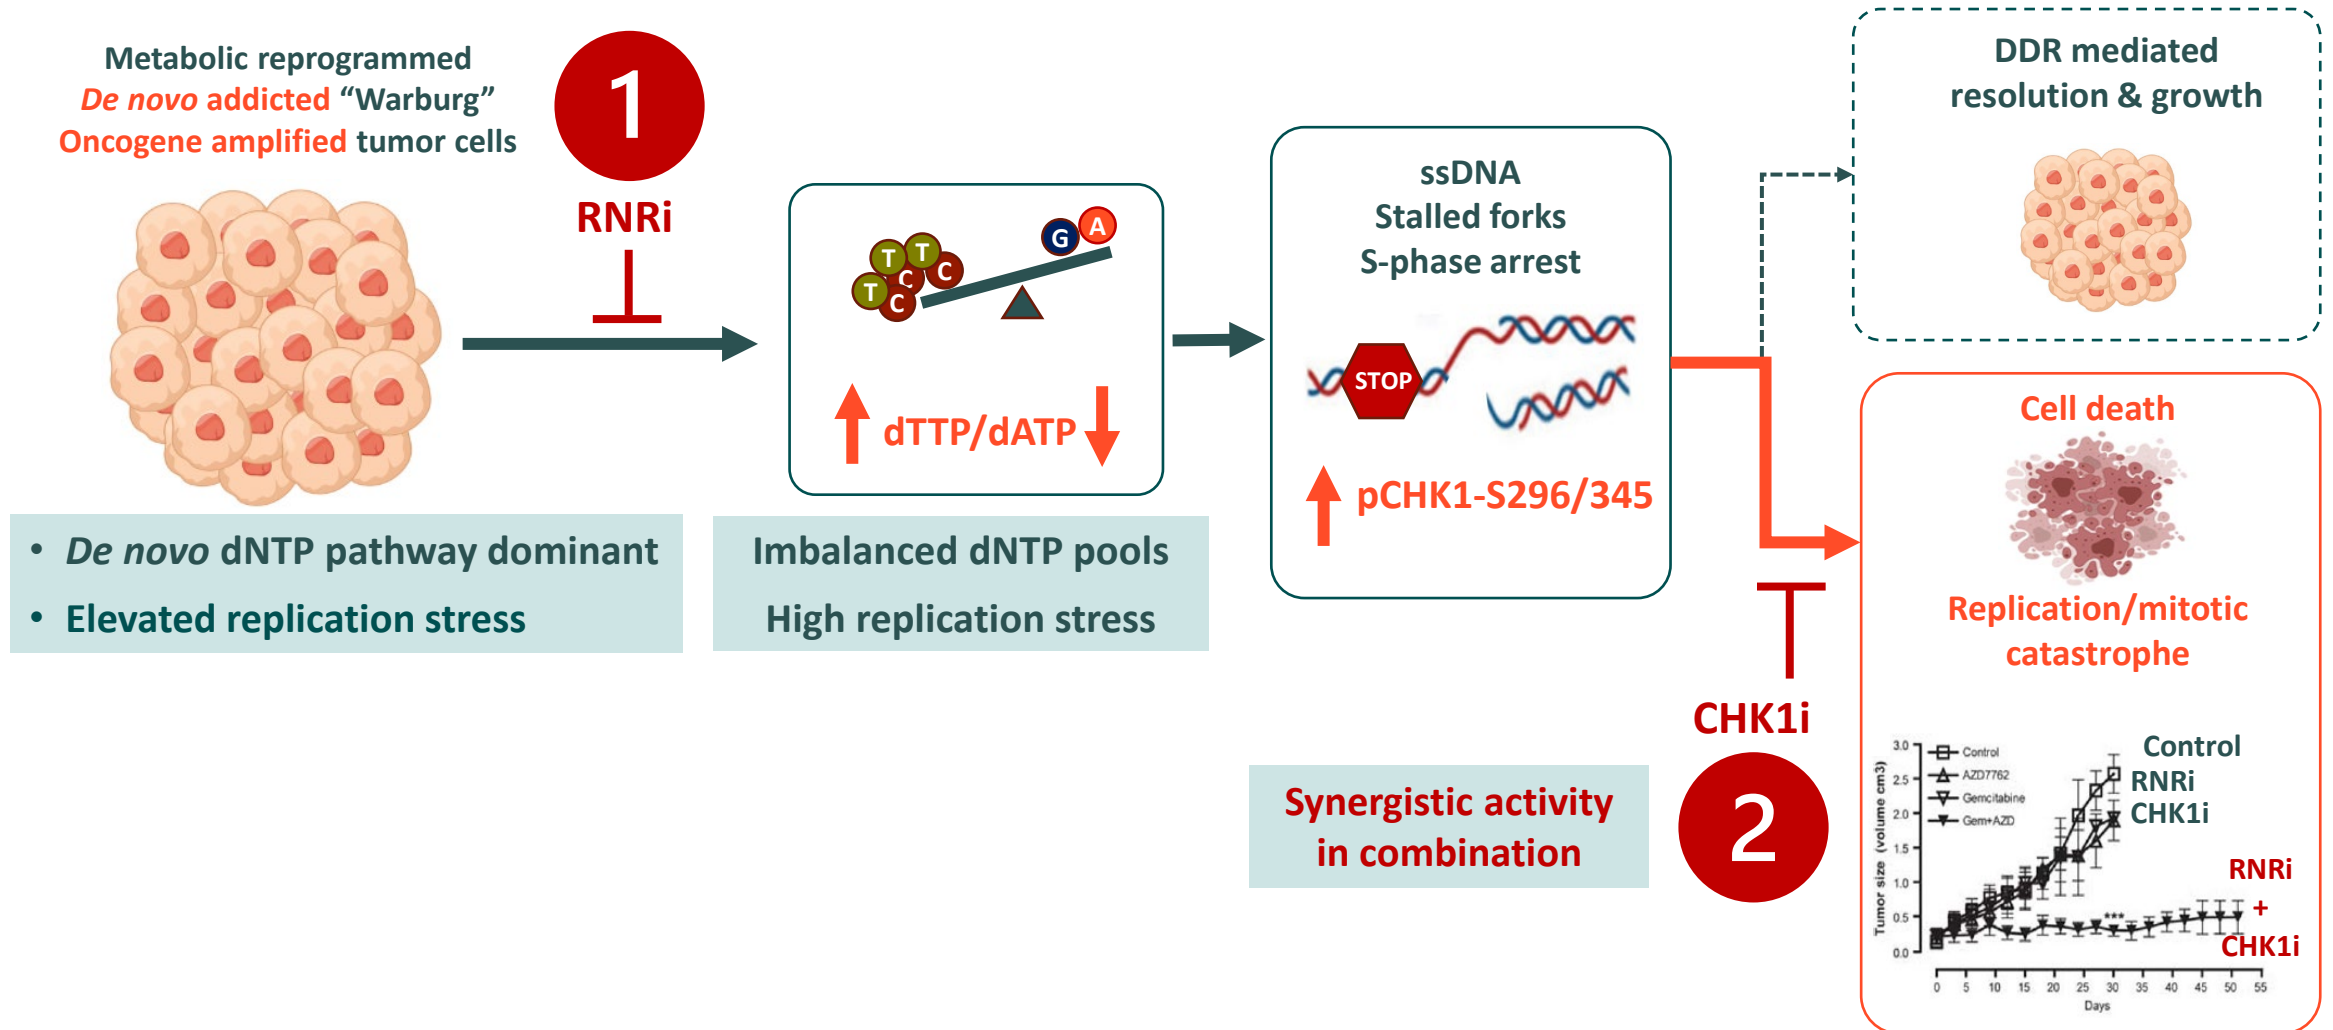 Metabolic reprogrammed
De novo addicted “Warburg”
Oncogene amplified tumor cells
1
RNRi
• De novo dNTP pathway dominant
• Elevated replication stress
G A
T T
C C
T C
dTTP/dATP
Imbalanced dNTP pools
High replication stress
ssDNA
Stalled forks
S-phase arrest
STOP
pCHK1-S296/345
DDR mediated
resolution & growth
Cell death
Replication/mitotic
catastrophe
CHK1i
2
Synergistic activity
in combination
Tumor size (volume cm3)
3.0
2.5
2.0
1.5
1.0
0.5
0.0
Control
AZD7762
Gemcitabine
Gem+AZD
Control
RNRi
CHK1i
***
RNRi
+
CHK1i
0 5 10 15 20 25 30 35 40 45 50 55
Days